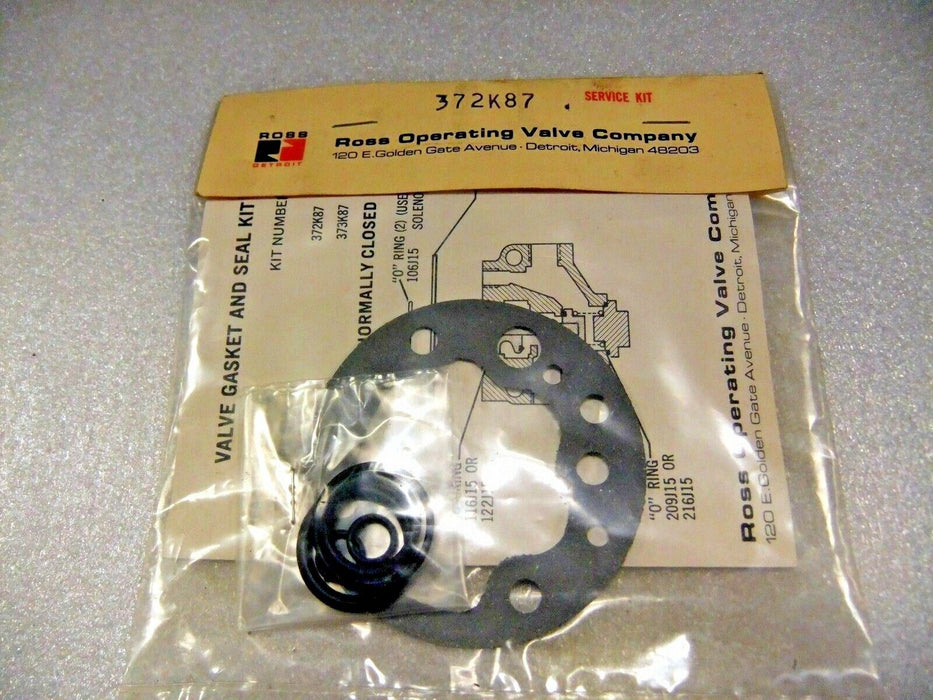 372K87
SERVICE KIT
ROSS
DETROIT
Ross Operating Valve Company
120 E.Golden Gate Avenue · Detroit, Michigan 48203
VALVE GASKET AND SEAL KIT
KIT NUMBER
372K87
373K87
NORMALLY CLOSED
"O" RING (2) (USE
106J15
SOLENO
116J15 OR
"O" RING
209J15 OR
216J15
Ross Operating Valve Com
120 E.Golden Gate Avenue · Detroit, Michigan